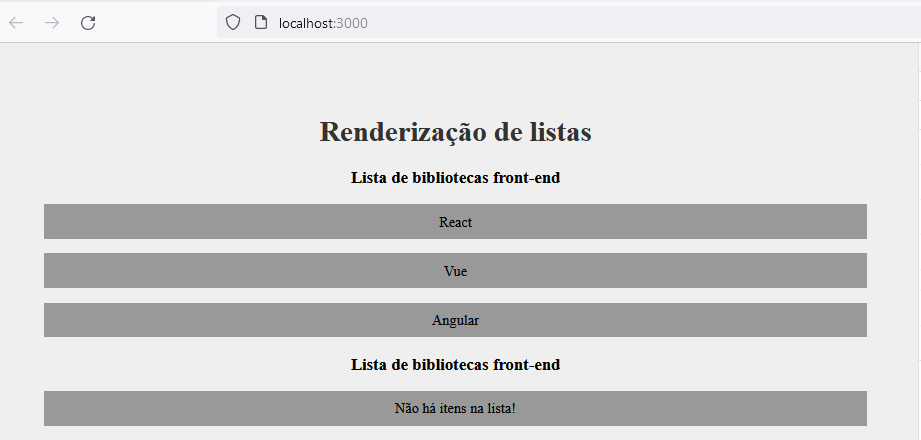 localhost:3000
Renderização de listas
Lista de bibliotecas front-end
React
Vue
Angular
Lista de bibliotecas front-end
Não há itens na lista!